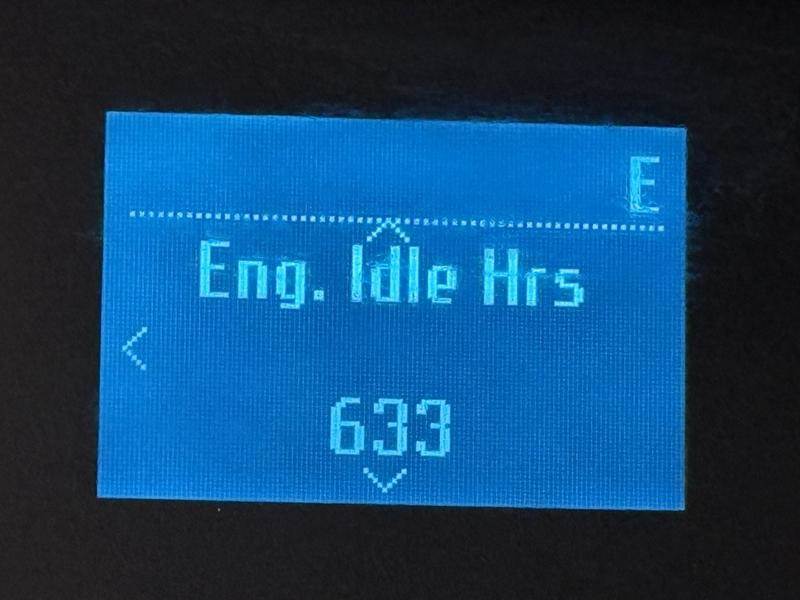 E
Eng. Idle Hrs
633